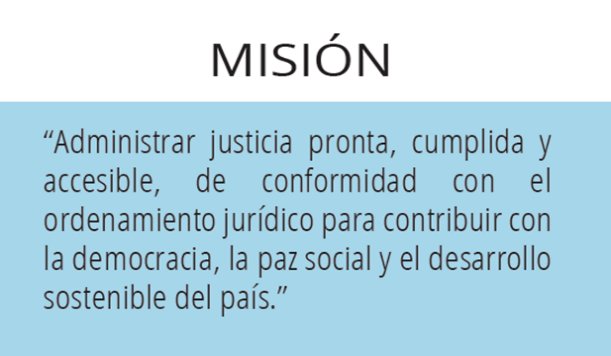 MISIÓN
“Administrar justicia pronta, cumplida y
accesible, de conformidad con el
ordenamiento jurídico para contribuir con
la democracia, la paz social y el desarrollo
sostenible del país.”